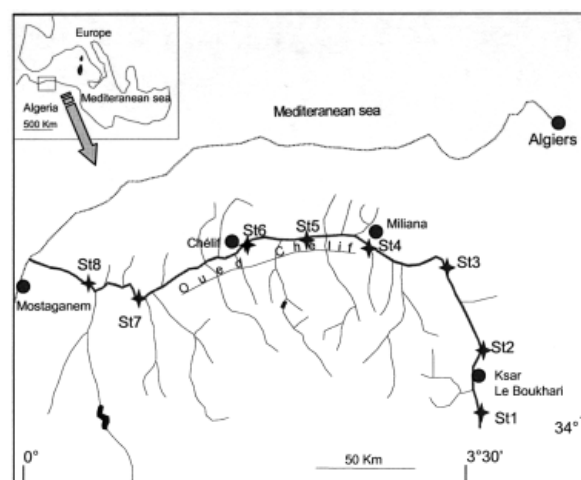 Europe
Mediteranean sea
Algeria
500 Km
Mediteranean sea
Algiers
St6
St5
Miliana
Chélif
St4
Oued Chelif
St3
St8
Mostaganem
St7
St2
Ksar
Le Boukhari
St1
34°
0°
50 Km
3°30